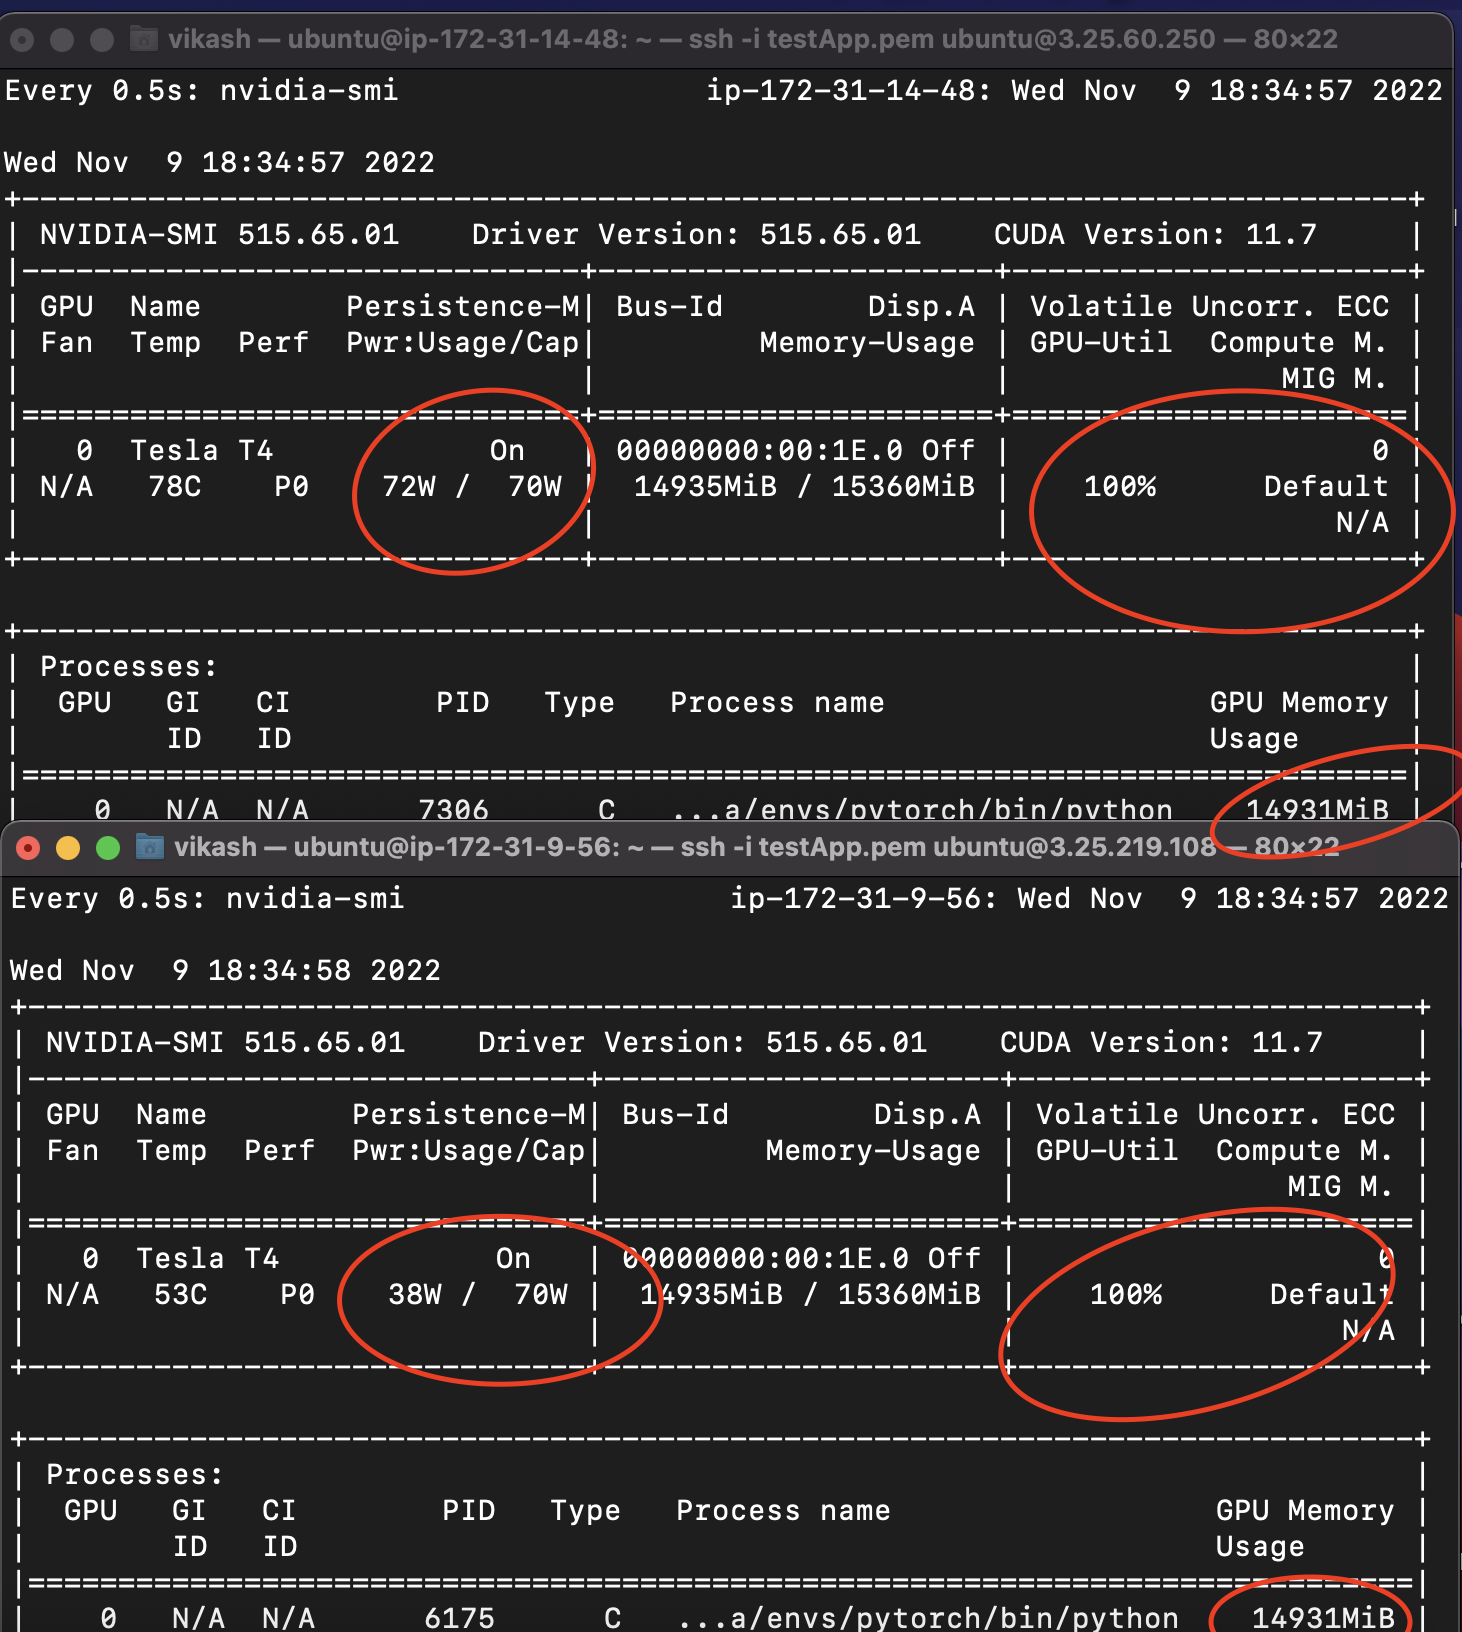 vikash — ubuntu@ip-172-31-14-48: ~ — ssh -i testApp.pem ubuntu@3.25.60.250 — 80×22
Every 0.5s: nvidia-smi                 ip-172-31-14-48: Wed Nov  9 18:34:57 2022
Wed Nov  9 18:34:57 2022
+-----------------------------------------------------------------------------+
| NVIDIA-SMI 515.65.01    Driver Version: 515.65.01    CUDA Version: 11.7     |
|-------------------------------+----------------------+----------------------+
| GPU  Name        Persistence-M| Bus-Id        Disp.A | Volatile Uncorr. ECC |
| Fan  Temp  Perf  Pwr:Usage/Cap|         Memory-Usage | GPU-Util  Compute M. |
|                               |                      |               MIG M. |
|===============================+======================+======================|
|   0  Tesla T4            On   | 00000000:00:1E.0 Off |                    0 |
| N/A   78C    P0    72W /  70W |  14935MiB / 15360MiB |    100%      Default |
|                               |                      |                  N/A |
+-------------------------------+----------------------+----------------------+
+-----------------------------------------------------------------------------+
| Processes:                                                                  |
|  GPU   GI   CI        PID   Type   Process name                  GPU Memory |
|        ID   ID                                                   Usage      |
|=============================================================================|
|    0   N/A  N/A      7306      C   ...a/envs/pytorch/bin/python    14931MiB |
vikash — ubuntu@ip-172-31-9-56: ~ — ssh -i testApp.pem ubuntu@3.25.219.108 — 80×22
Every 0.5s: nvidia-smi                  ip-172-31-9-56: Wed Nov  9 18:34:57 2022
Wed Nov  9 18:34:58 2022
+-----------------------------------------------------------------------------+
| NVIDIA-SMI 515.65.01    Driver Version: 515.65.01    CUDA Version: 11.7     |
|-------------------------------+----------------------+----------------------+
| GPU  Name        Persistence-M| Bus-Id        Disp.A | Volatile Uncorr. ECC |
| Fan  Temp  Perf  Pwr:Usage/Cap|         Memory-Usage | GPU-Util  Compute M. |
|                               |                      |               MIG M. |
|===============================+======================+======================|
|   0  Tesla T4            On   | 00000000:00:1E.0 Off |                    0 |
| N/A   53C    P0    38W /  70W |  14935MiB / 15360MiB |    100%      Default |
|                               |                      |                  N/A |
+-------------------------------+----------------------+----------------------+
+-----------------------------------------------------------------------------+
| Processes:                                                                  |
|  GPU   GI   CI        PID   Type   Process name                  GPU Memory |
|        ID   ID                                                   Usage      |
|=============================================================================|
|    0   N/A  N/A      6175      C   ...a/envs/pytorch/bin/python    14931MiB |